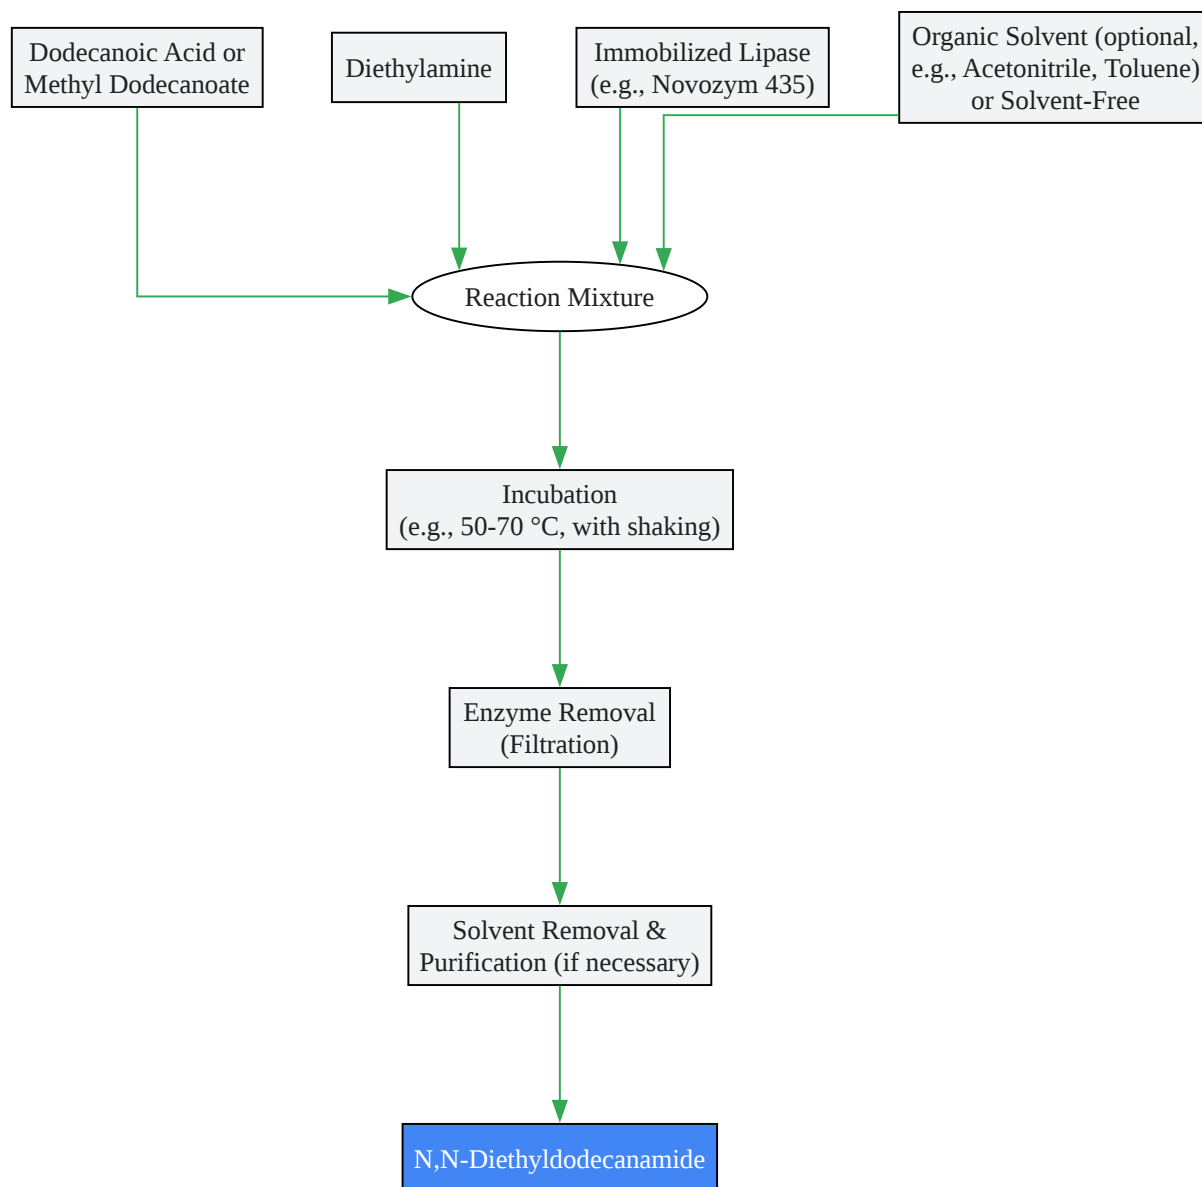 Dodecanoic Acid or
Methyl Dodecanoate
Diethylamine
Immobilized Lipase
(e.g., Novozym 435)
Organic Solvent (optional,
e.g., Acetonitrile, Toluene)
or Solvent-Free
Reaction Mixture
Incubation
(e.g., 50-70 °C, with shaking)
Enzyme Removal
(Filtration)
Solvent Removal &
Purification (if necessary)
N,N-Diethyldodecanamide